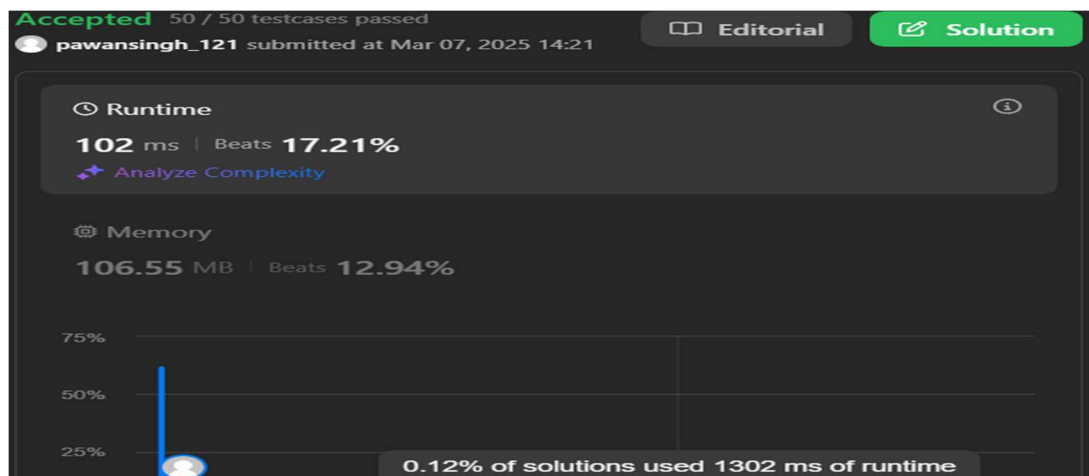 Accepted 50 / 50 testcases passed
Editorial
Solution
pawansingh_121 submitted at Mar 07, 2025 14:21
Runtime
102 ms | Beats 17.21%
Analyze Complexity
Memory
106.55 MB | Beats 12.94%
75%
50%
25%
0.12% of solutions used 1302 ms of runtime